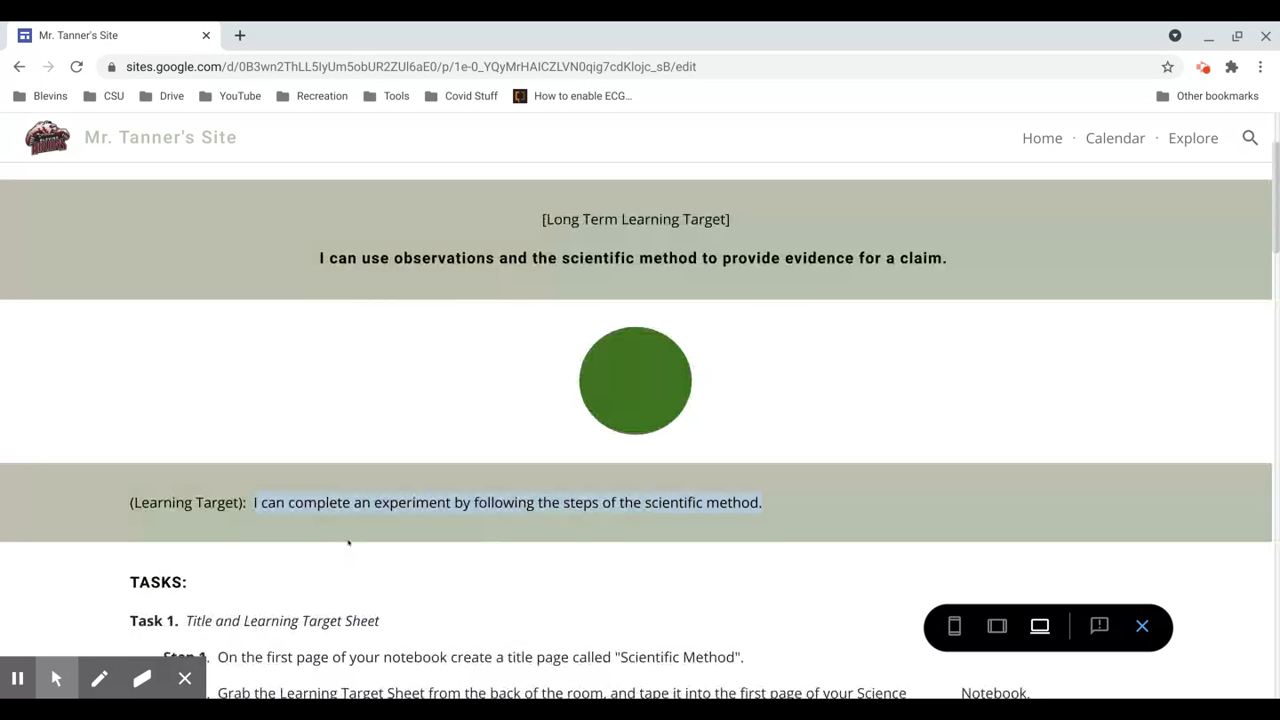 Mr. Tanner's Site
sites.google.com/d/0B3wn2ThLL5IyUm5obUR2ZUl6aE0/p/1e-0_YQyMrHAICZLVN0qig7cdKlojc_sB/edit
Blevins CSU Drive YouTube Recreation Tools Covid Stuff How to enable ECG... Other bookmarks
Mr. Tanner's Site
Home · Calendar · Explore
[Long Term Learning Target]
I can use observations and the scientific method to provide evidence for a claim.
(Learning Target): I can complete an experiment by following the steps of the scientific method.
TASKS:
Task 1. Title and Learning Target Sheet
Step 1. On the first page of your notebook create a title page called "Scientific Method".
Grab the Learning Target Sheet from the back of the room, and tape it into the first page of your Science Notebook.